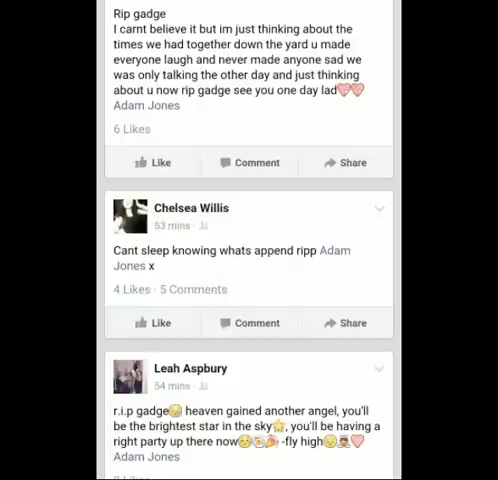 Rip gadge
I carnt believe it but im just thinking about the
times we had together down the yard u made
everyone laugh and never made anyone sad we
was only talking the other day and just thinking
about u now rip gadge see you one day lad
Adam Jones
6 Likes
Like Comment Share
Chelsea Willis
53 mins
Cant sleep knowing whats append ripp Adam
Jones x
4 Likes · 5 Comments
Like Comment Share
Leah Aspbury
54 mins
r.i.p gadge😢 heaven gained another angel, you'll
be the brightest star in the sky⭐, you'll be having a
right party up there now -fly high
Adam Jones
Likes